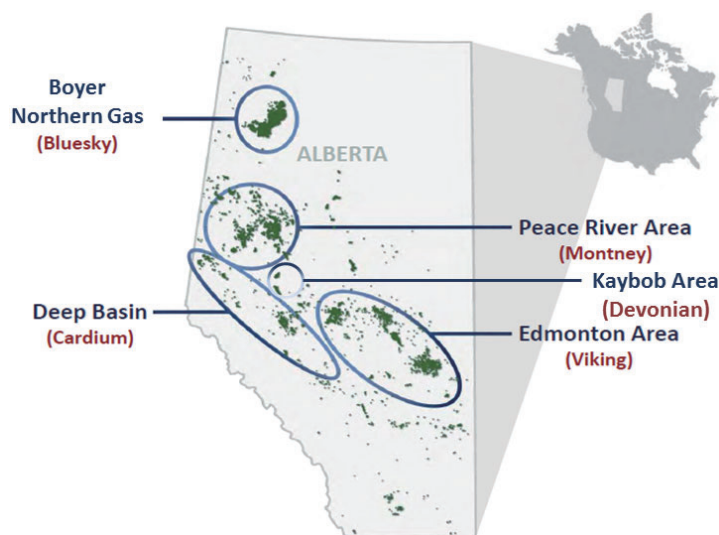 Boyer
Northern Gas
(Bluesky)
ALBERTA
Peace River Area
(Montney)
Kaybob Area
(Devonian)
Deep Basin
(Cardium)
Edmonton Area
(Viking)